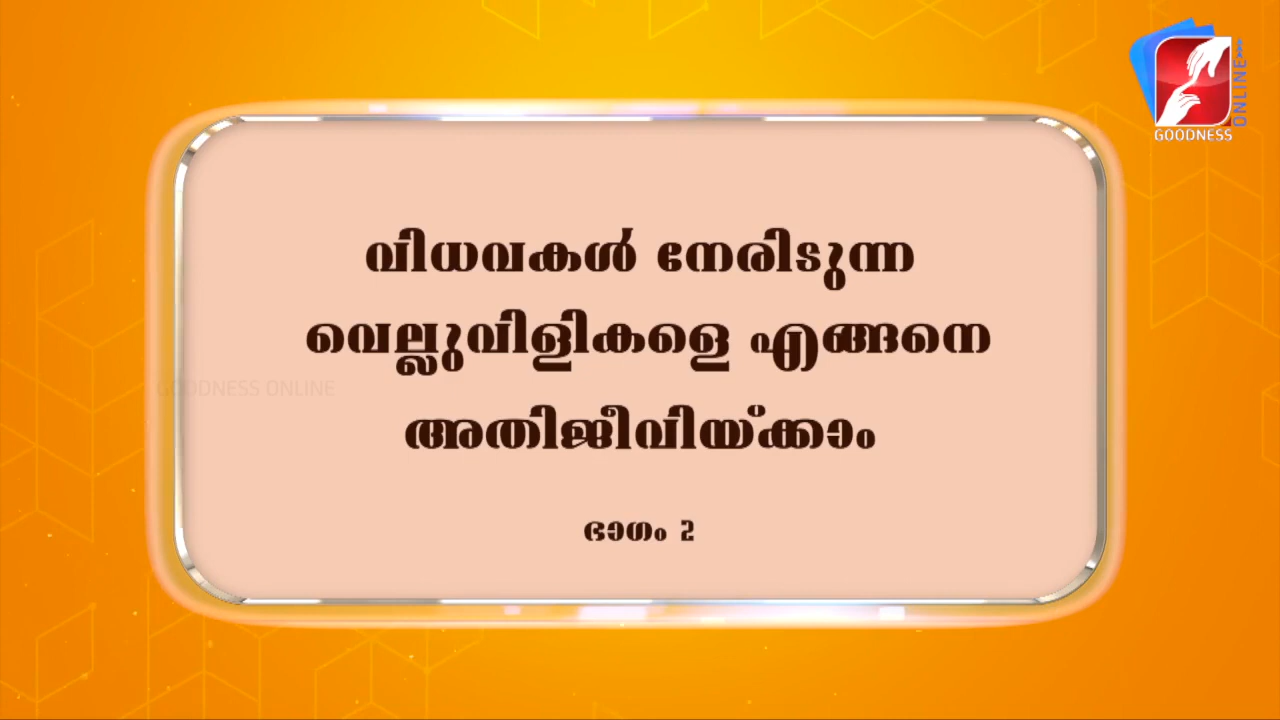 ONLINE
GOODNESS
വിധവകൾ നേരിടുന്ന
വെല്ലുവിളികളെ എങ്ങനെ
GOODNESS ONLINE
അതിജീവിയ്ക്കാം
ഭാഗം 2